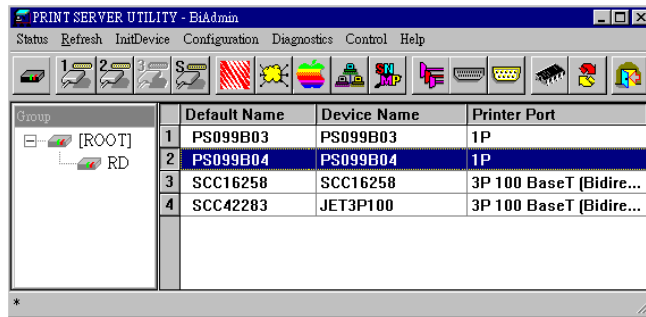 PRINT SERVER UTILITY - BiAdmin
Status Refresh InitDevice Configuration Diagnostics Control Help
1 2 3 S SN MP
Group Default Name Device Name Printer Port
[ROOT] 1 PS099B03 PS099B03 1P
RD 2 PS099B04 PS099B04 1P
3 SCC16258 SCC16258 3P 100 BaseT (Bidire...
4 SCC42283 JET3P100 3P 100 BaseT (Bidire...
*